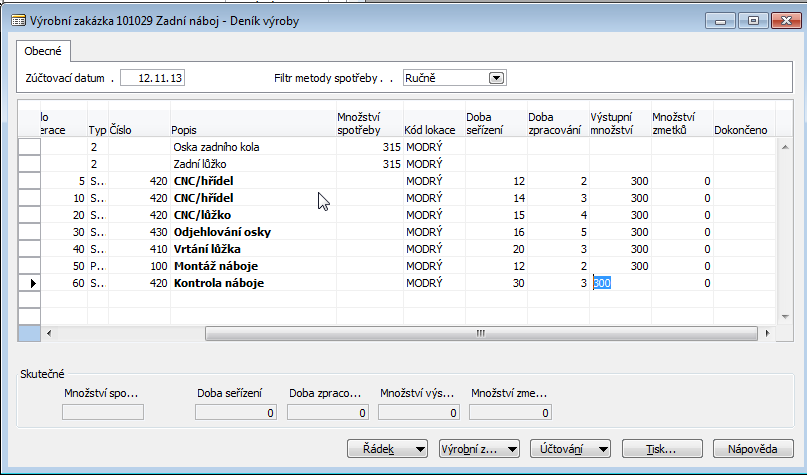 Výrobní zakázka 101029 Zadní náboj - Deník výroby
Obecné
Zúčtovací datum . 12.11.13 Filtr metody spotřeby . . Ručně
lo Množství Doba Doba Výstupní Množství
erace Typ Číslo Popis spotřeby Kód lokace seřízení zpracování množství zmetků Dokončeno
2 Oska zadního kola 315 MODRÝ
2 Zadní lůžko 315 MODRÝ
5 S.. 420 CNC/hřídel MODRÝ 12 2 300 0
10 S.. 420 CNC/hřídel MODRÝ 14 3 300 0
20 S.. 420 CNC/lůžko MODRÝ 15 4 300 0
30 S.. 430 Odjehlování osky MODRÝ 16 5 300 0
40 S.. 410 Vrtání lůžka MODRÝ 20 3 300 0
50 P.. 100 Montáž náboje MODRÝ 12 2 300 0
60 S.. 420 Kontrola náboje MODRÝ 30 3 300 0
Skutečné
Množství spo... Doba seřízení Doba zpraco... Množství výs... Množství zme...
0 0 0 0
Řádek Výrobní z... Účtování Tisk... Nápověda